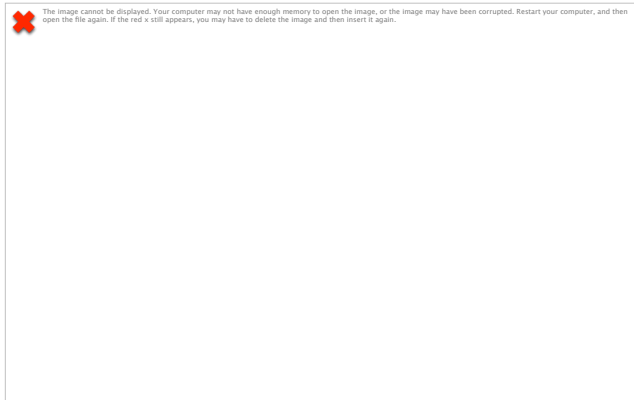 The image cannot be displayed. Your computer may not have enough memory to open the image, or the image may have been corrupted. Restart your computer, and then
open the file again. If the red x still appears, you may have to delete the image and then insert it again.